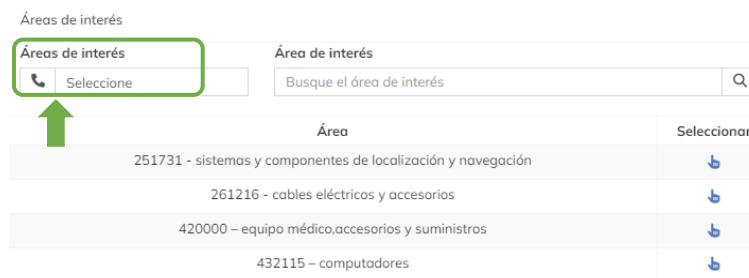 Áreas de interés
Áreas de interés Área de interés
Seleccione Busque el área de interés
Área Seleccionar
251731 - sistemas y componentes de localización y navegación
261216 - cables eléctricos y accesorios
420000 – equipo médico,accesorios y suministros
432115 – computadores